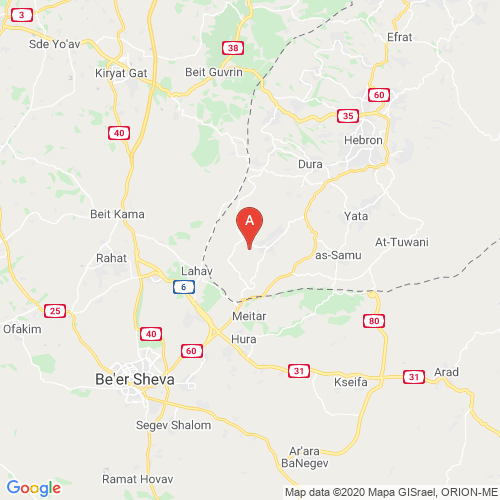 3
Efrat
Sde Yo'av
38
Kiryat Gat
Beit Guvrin
60
35
40
Hebron
Dura
Beit Kama
A
Yata
At-Tuwani
Rahat
as-Samu
Lahav
6
25
Ofakim
Meitar
80
40
Hura
60
31
Be'er Sheva
Kseifa
31
Arad
Segev Shalom
Ar'ara
BaNegev
Ramat Hovav
Google
Map data ©2020 Mapa GISrael, ORION-ME